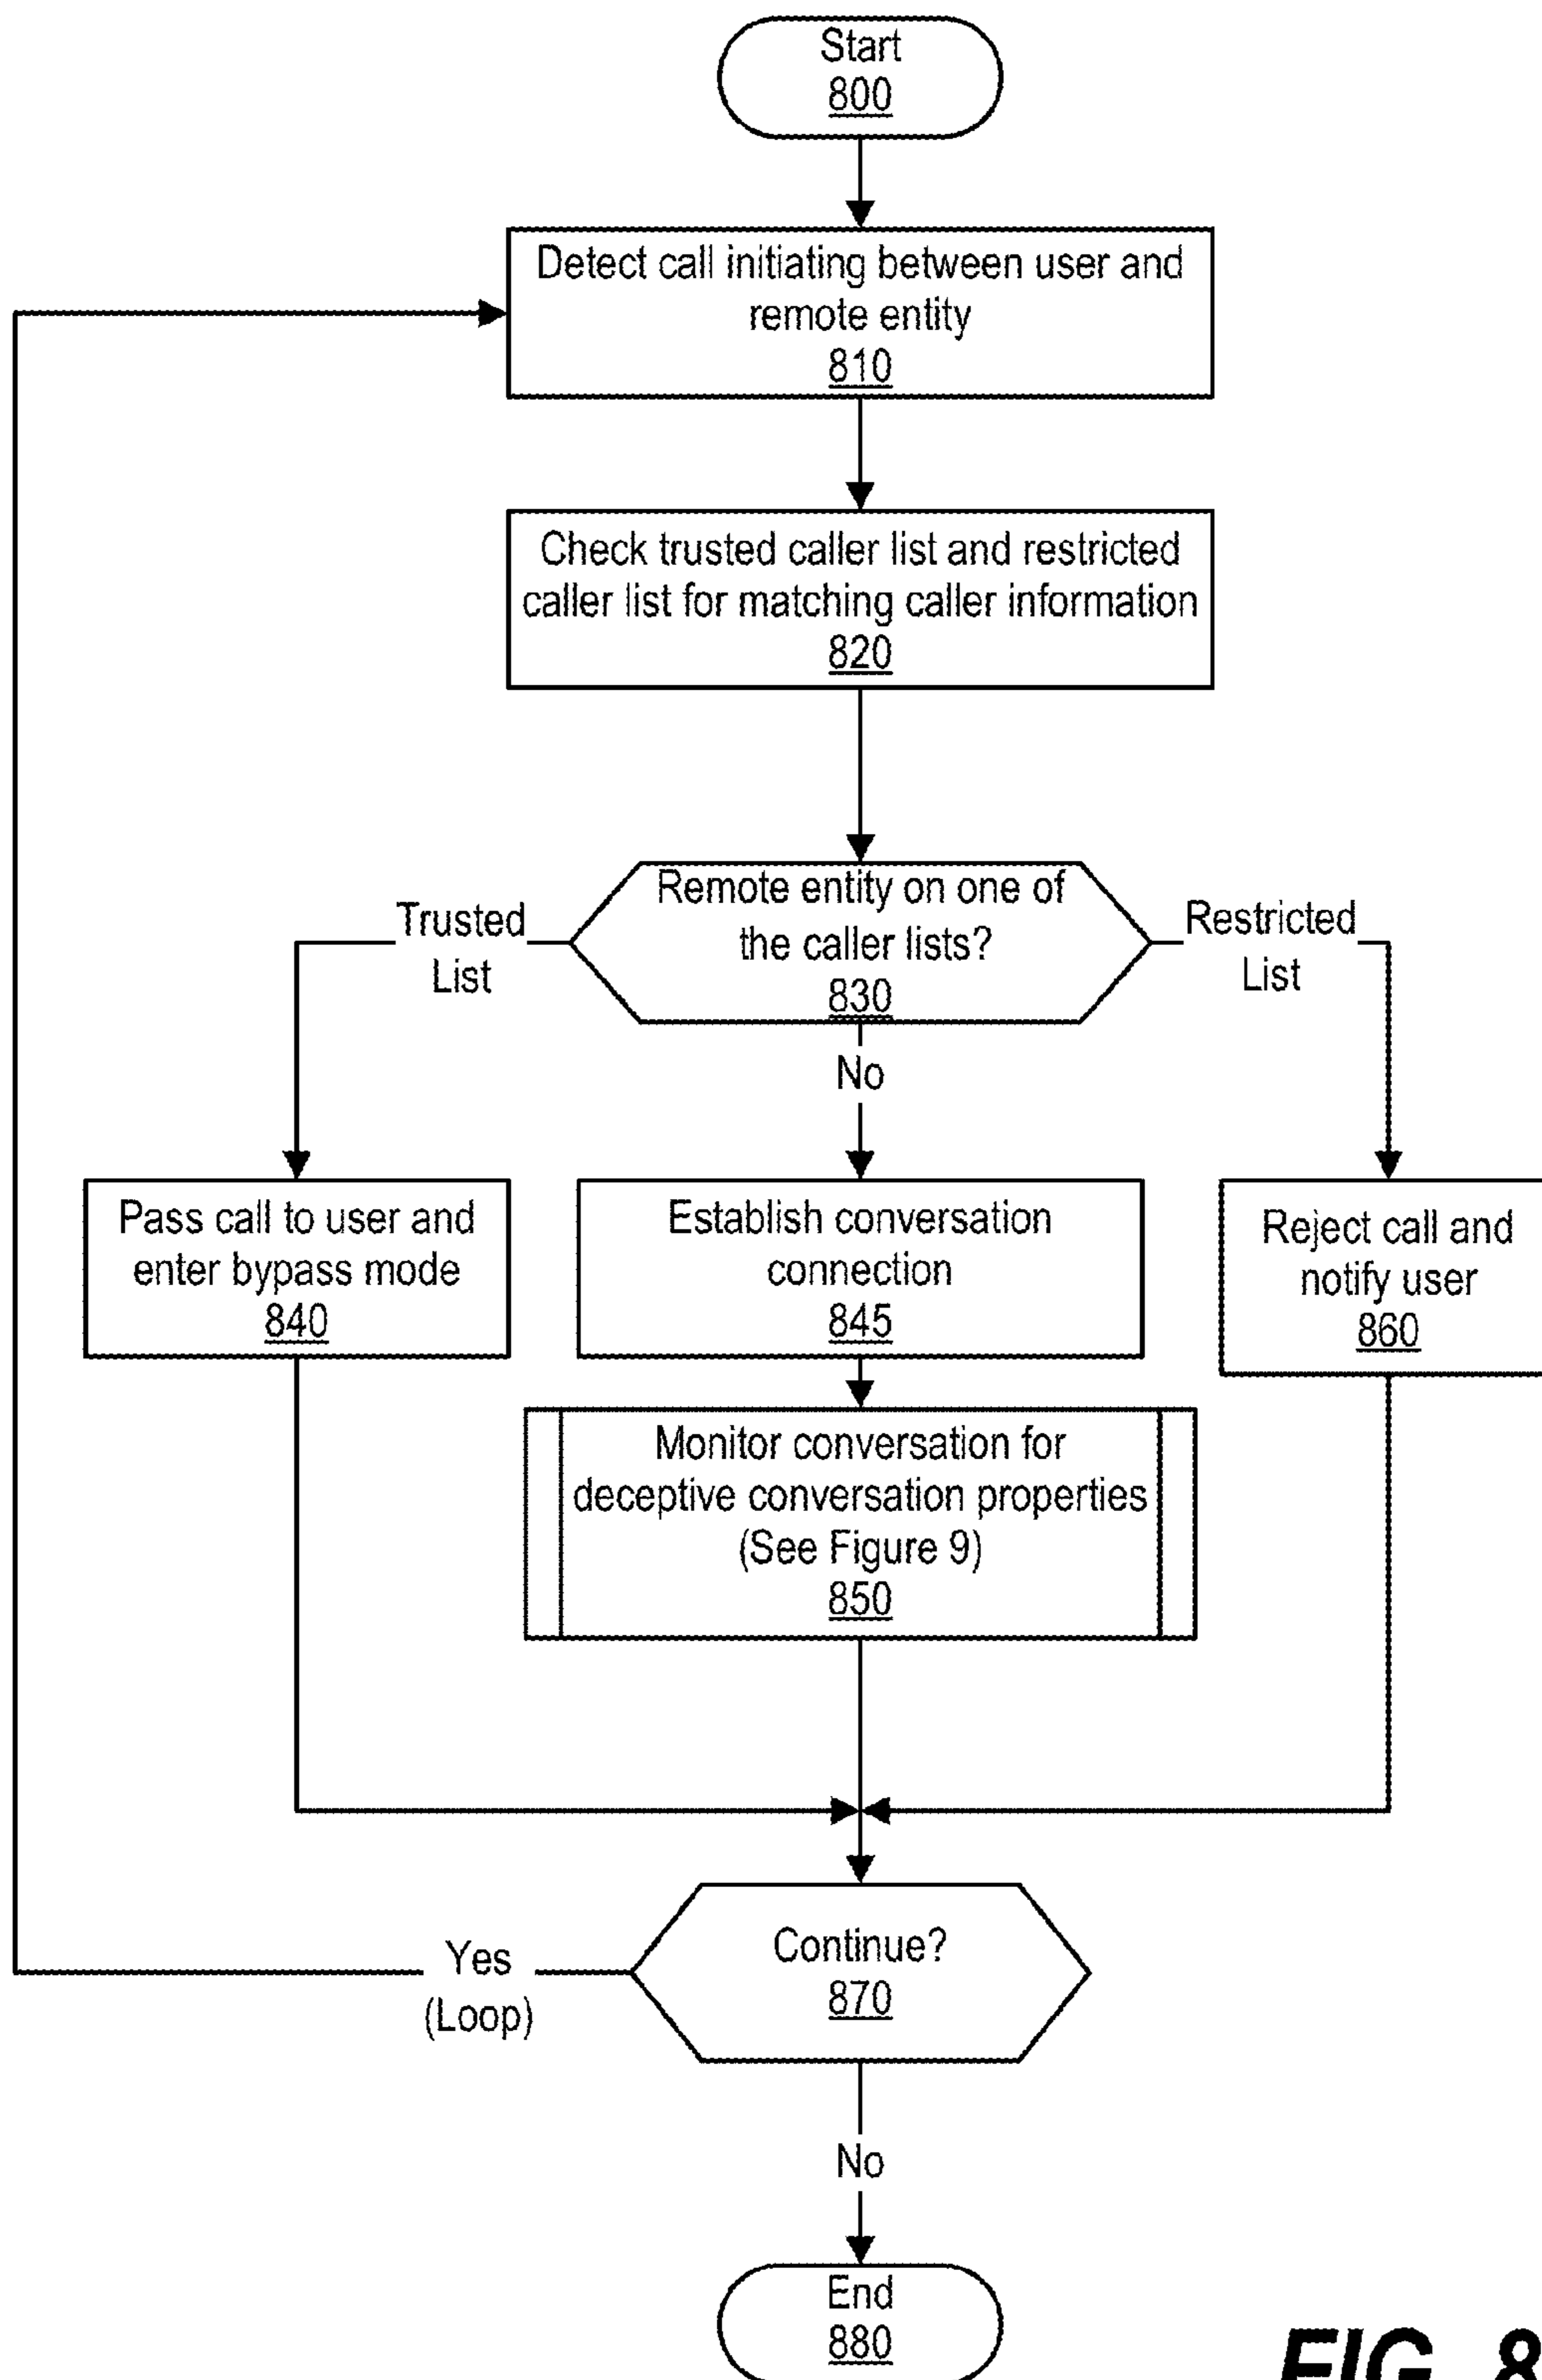 Start
800
Detect call initiating between user and
remote entity
810
Check trusted caller list and restricted
caller list for matching caller information
820
Remote entity on one of
the caller lists?
830
Trusted
List
Restricted
List
No
Pass call to user and
enter bypass mode
840
Establish conversation
connection
845
Reject call and
notify user
860
Monitor conversation for
deceptive conversation properties
(See Figure 9)
850
Continue?
870
Yes
(Loop)
No
End
880
FIG. 8